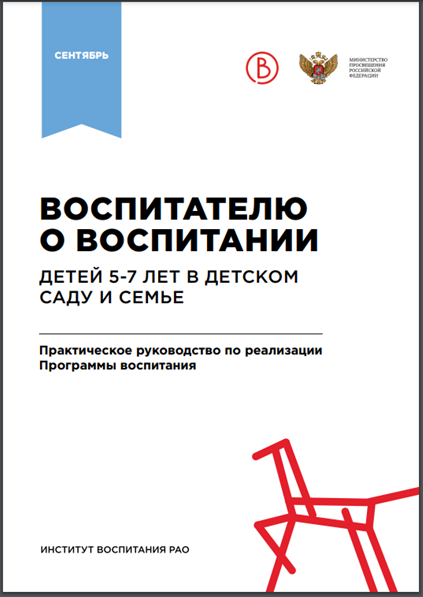 СЕНТЯБРЬ
В
МИНИСТЕРСТВО
ПРОСВЕЩЕНИЯ
РОССИЙСКОЙ
ФЕДЕРАЦИИ
ВОСПИТАТЕЛЮ
О ВОСПИТАНИИ
ДЕТЕЙ 5-7 ЛЕТ В ДЕТСКОМ
САДУ И СЕМЬЕ
Практическое руководство по реализации
Программы воспитания
ИНСТИТУТ ВОСПИТАНИЯ РАО